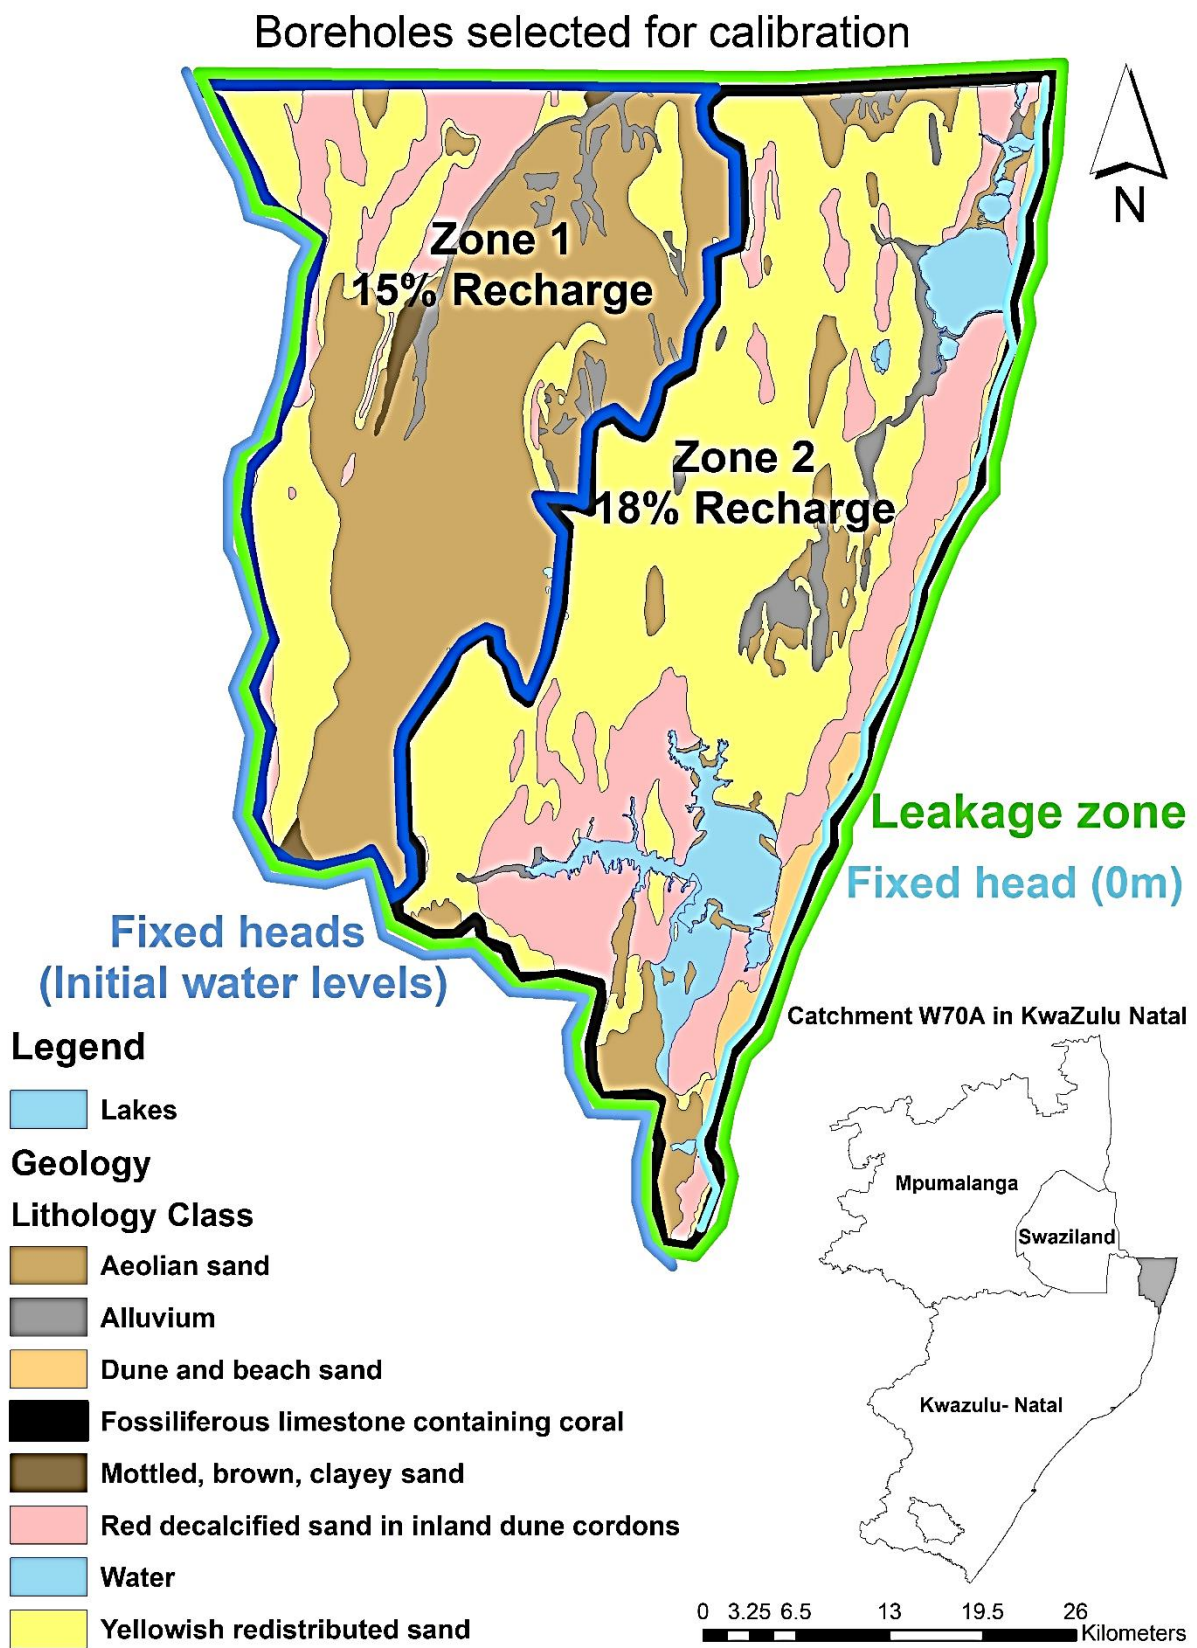 Boreholes selected for calibration
N
Zone 1
15% Recharge
Zone 2
18% Recharge
Leakage zone
Fixed head (0m)
Fixed heads
(Initial water levels)
Catchment W70A in KwaZulu Natal
Legend
Lakes
Geology
Lithology Class
Aeolian sand
Alluvium
Dune and beach sand
Fossiliferous limestone containing coral
Mottled, brown, clayey sand
Red decalcified sand in inland dune cordons
Water
Yellowish redistributed sand
Mpumalanga
Swaziland
Kwazulu- Natal
0 3.25 6.5 13 19.5 26
Kilometers